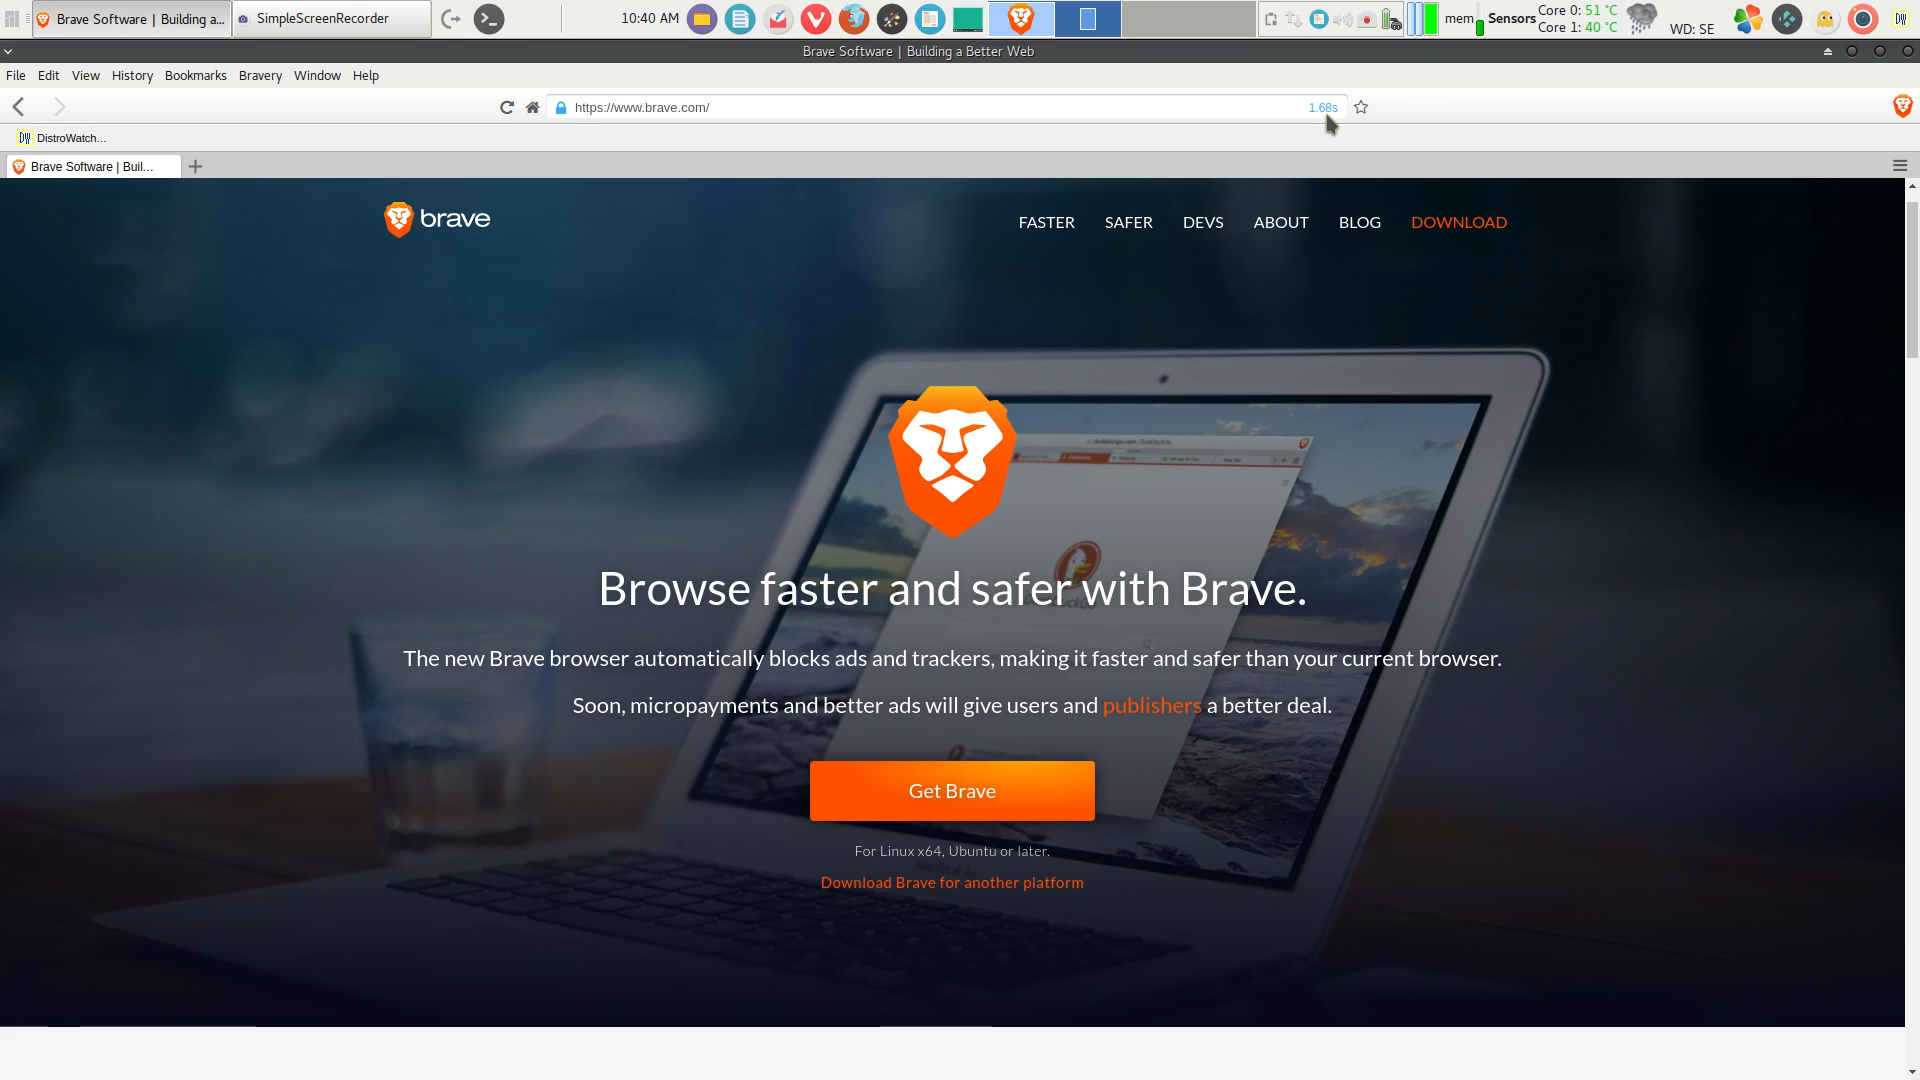 Brave Software | Building a...
SimpleScreenRecorder
10:40 AM
mem
Sensors
Core 0: 51 °C
Core 1: 40 °C
WD: SE
DW
Brave Software | Building a Better Web
File Edit View History Bookmarks Bravery Window Help
https://www.brave.com/
1.68s
DW DistroWatch...
Brave Software | Buil...
brave
FASTER SAFER DEVS ABOUT BLOG DOWNLOAD
Browse faster and safer with Brave.
The new Brave browser automatically blocks ads and trackers, making it faster and safer than your current browser.
Soon, micropayments and better ads will give users and publishers a better deal.
Get Brave
For Linux x64, Ubuntu or later.
Download Brave for another platform